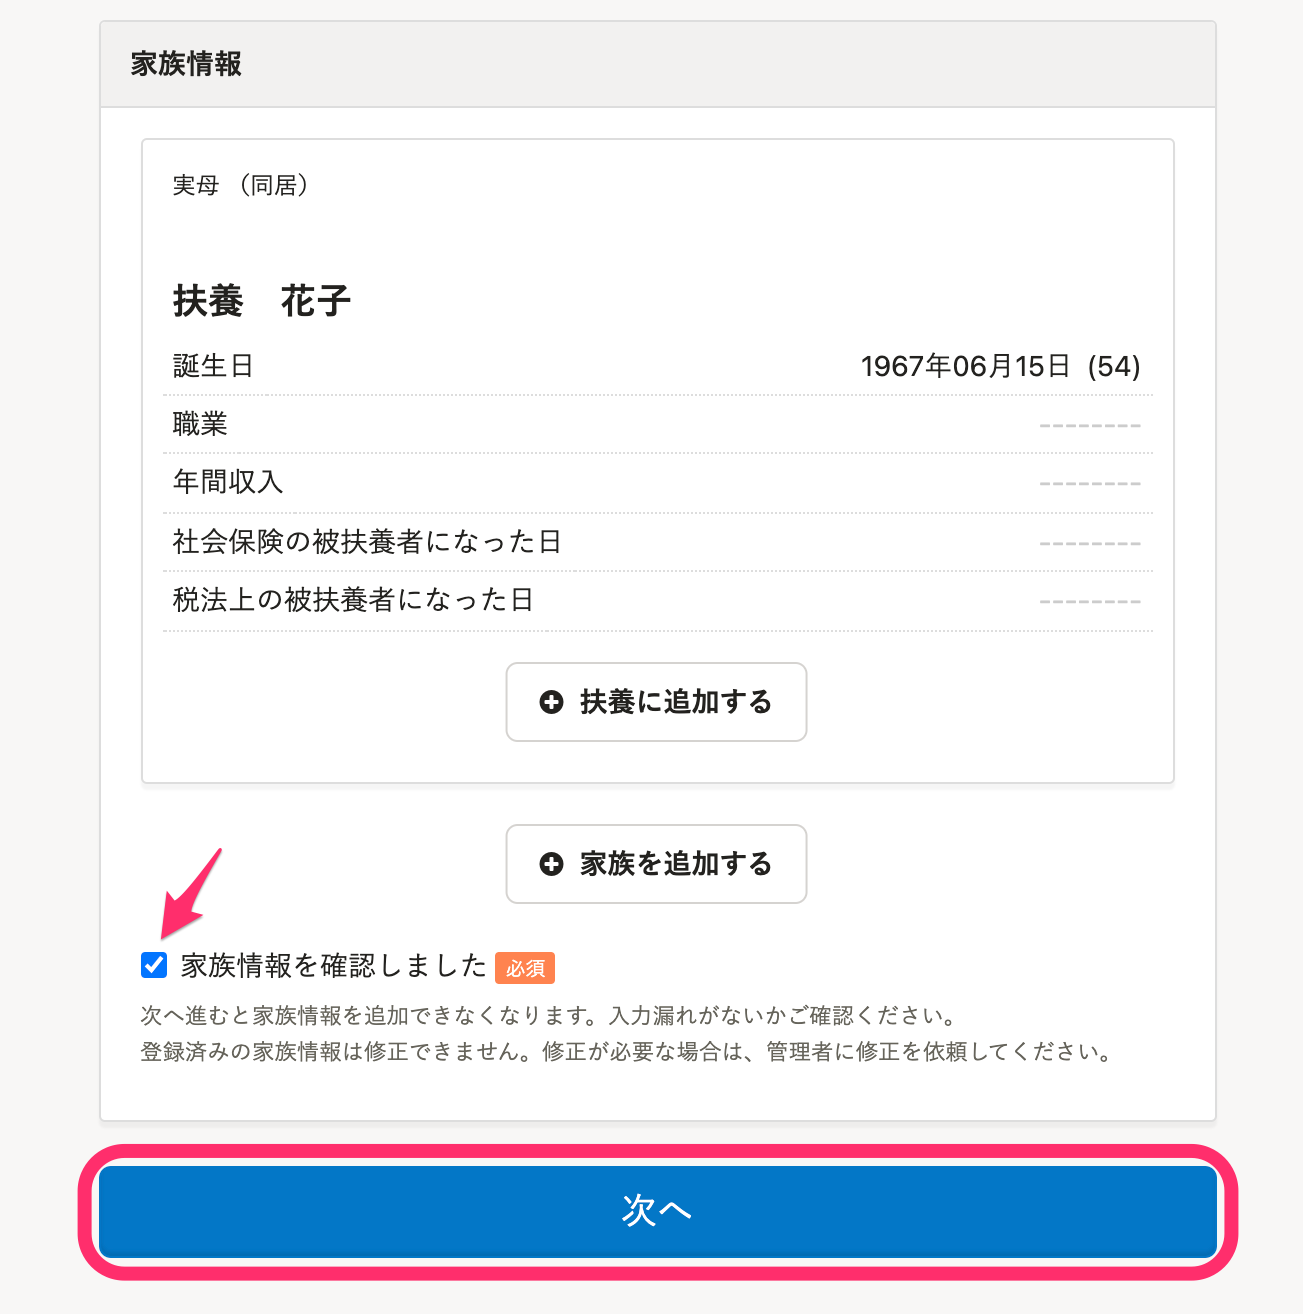 家族情報
実母 （同居）
扶養　花子
誕生日 1967年06月15日 (54)
職業 --------
年間収入 --------
社会保険の被扶養者になった日 --------
税法上の被扶養者になった日 --------
扶養に追加する
家族を追加する
家族情報を確認しました 必須
次へ進むと家族情報を追加できなくなります。入力漏れがないかご確認ください。
登録済みの家族情報は修正できません。修正が必要な場合は、管理者に修正を依頼してください。
次へ